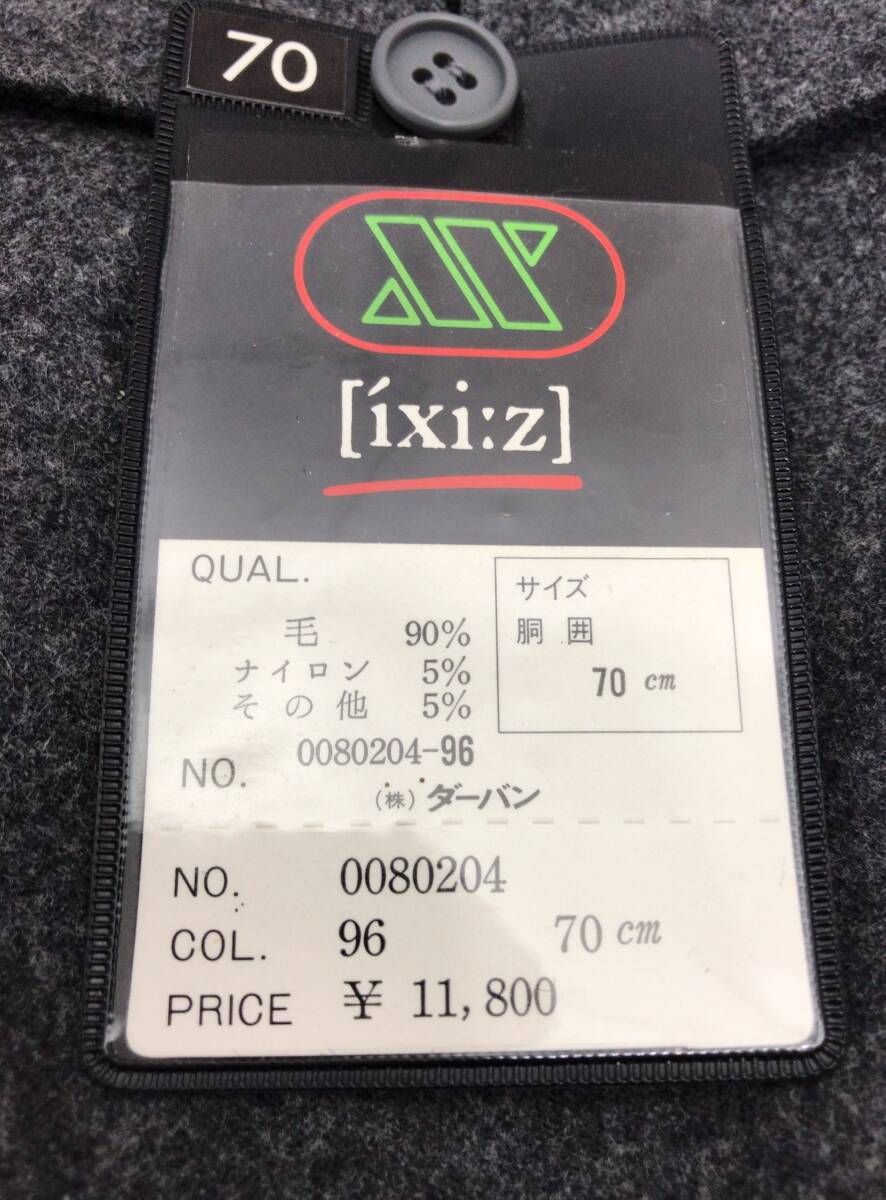 70
[íxi:z]
QUAL.
毛 90%
ナイロン 5%
その他 5%
サイズ
胴囲
70 cm
NO. 0080204-96
(株) ダーバン
NO. 0080204
COL. 96 70 cm
PRICE ¥ 11,800